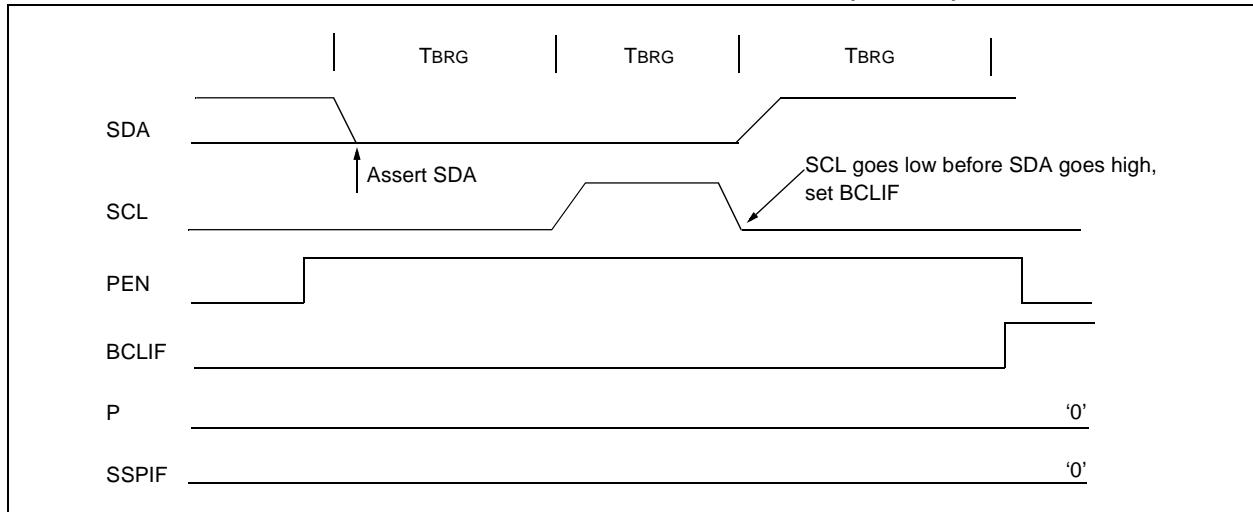 TBRG TBRG TBRG
SDA
Assert SDA
SCL goes low before SDA goes high,
set BCLIF
SCL
PEN
BCLIF
P ‘0’
SSPIF ‘0’